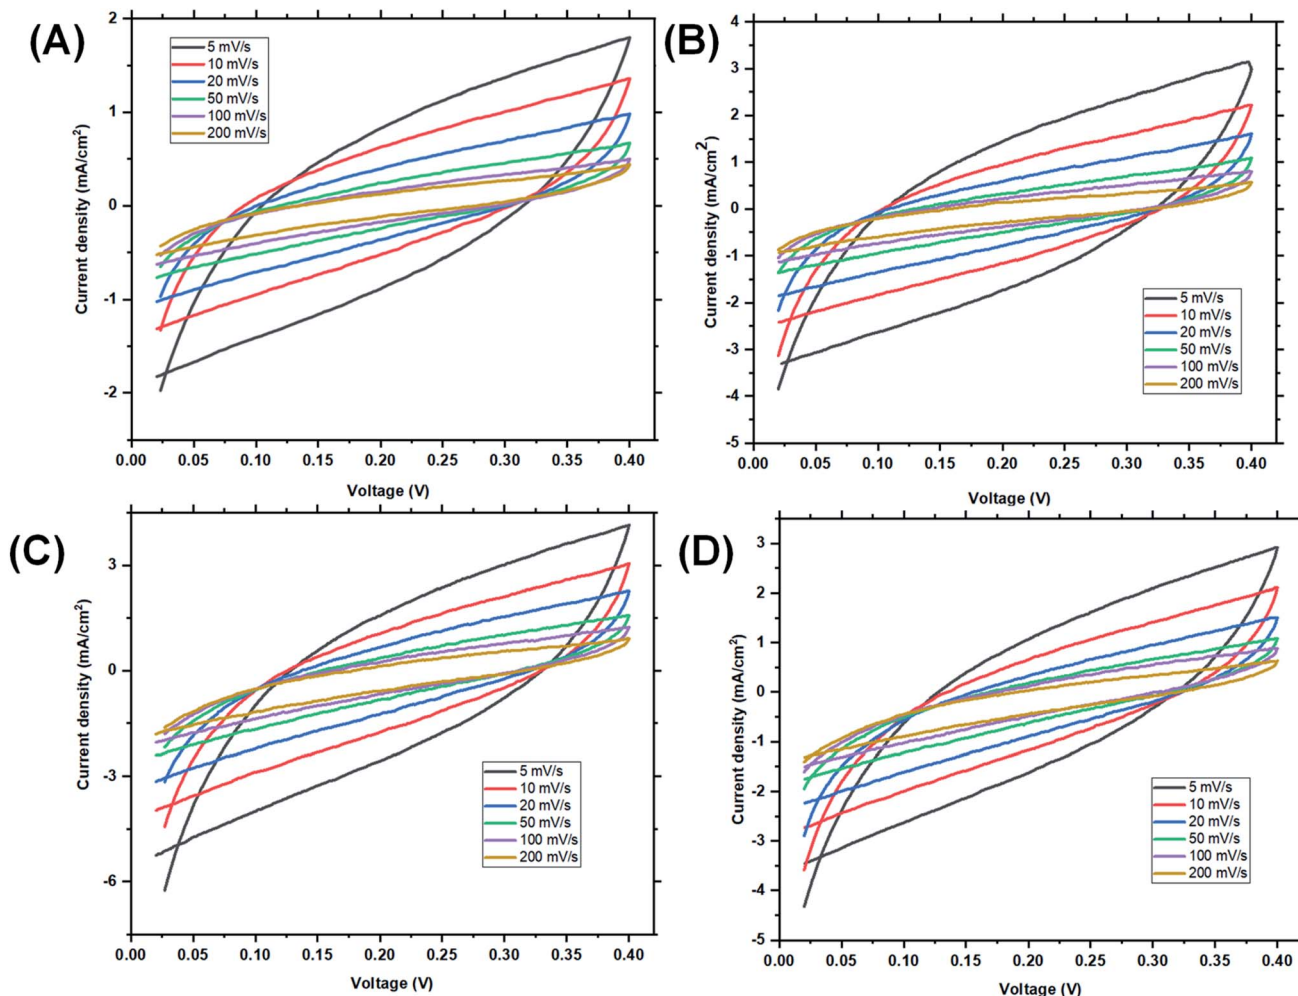 (A)
5 mV/s
10 mV/s
20 mV/s
50 mV/s
100 mV/s
200 mV/s
2
1
0
-1
-2
Current density (mA/cm²)
0.00 0.05 0.10 0.15 0.20 0.25 0.30 0.35 0.40
Voltage (V)
(B)
4
3
2
1
0
-1
-2
-3
-4
-5
Current density (mA/cm²)
5 mV/s
10 mV/s
20 mV/s
50 mV/s
100 mV/s
200 mV/s
0.00 0.05 0.10 0.15 0.20 0.25 0.30 0.35 0.40
Voltage (V)
(C)
3
0
-3
-6
Current density (mA/cm²)
5 mV/s
10 mV/s
20 mV/s
50 mV/s
100 mV/s
200 mV/s
0.00 0.05 0.10 0.15 0.20 0.25 0.30 0.35 0.40
Voltage (V)
(D)
3
2
1
0
-1
-2
-3
-4
-5
Current density (mA/cm²)
5 mV/s
10 mV/s
20 mV/s
50 mV/s
100 mV/s
200 mV/s
0.00 0.05 0.10 0.15 0.20 0.25 0.30 0.35 0.40
Voltage (V)